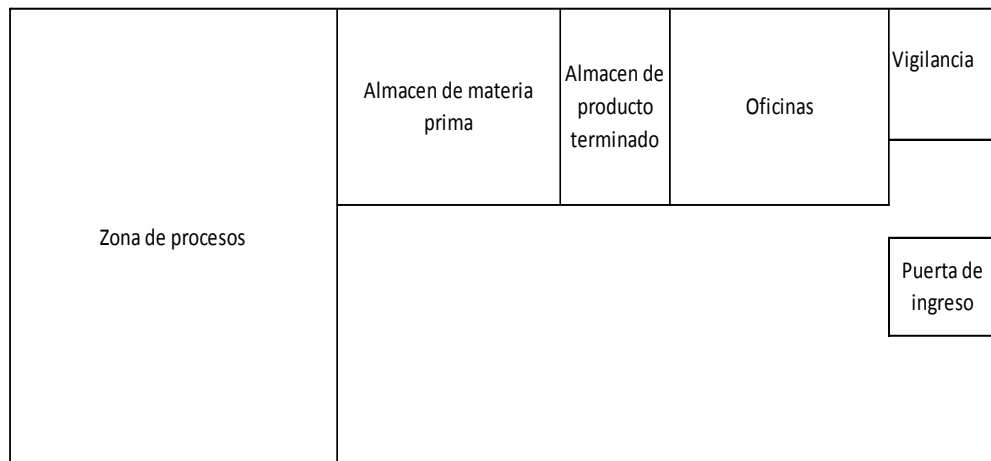 Zona de procesos
Almacen de materia
prima
Almacen de
producto
terminado
Oficinas
Vigilancia
Puerta de
ingreso